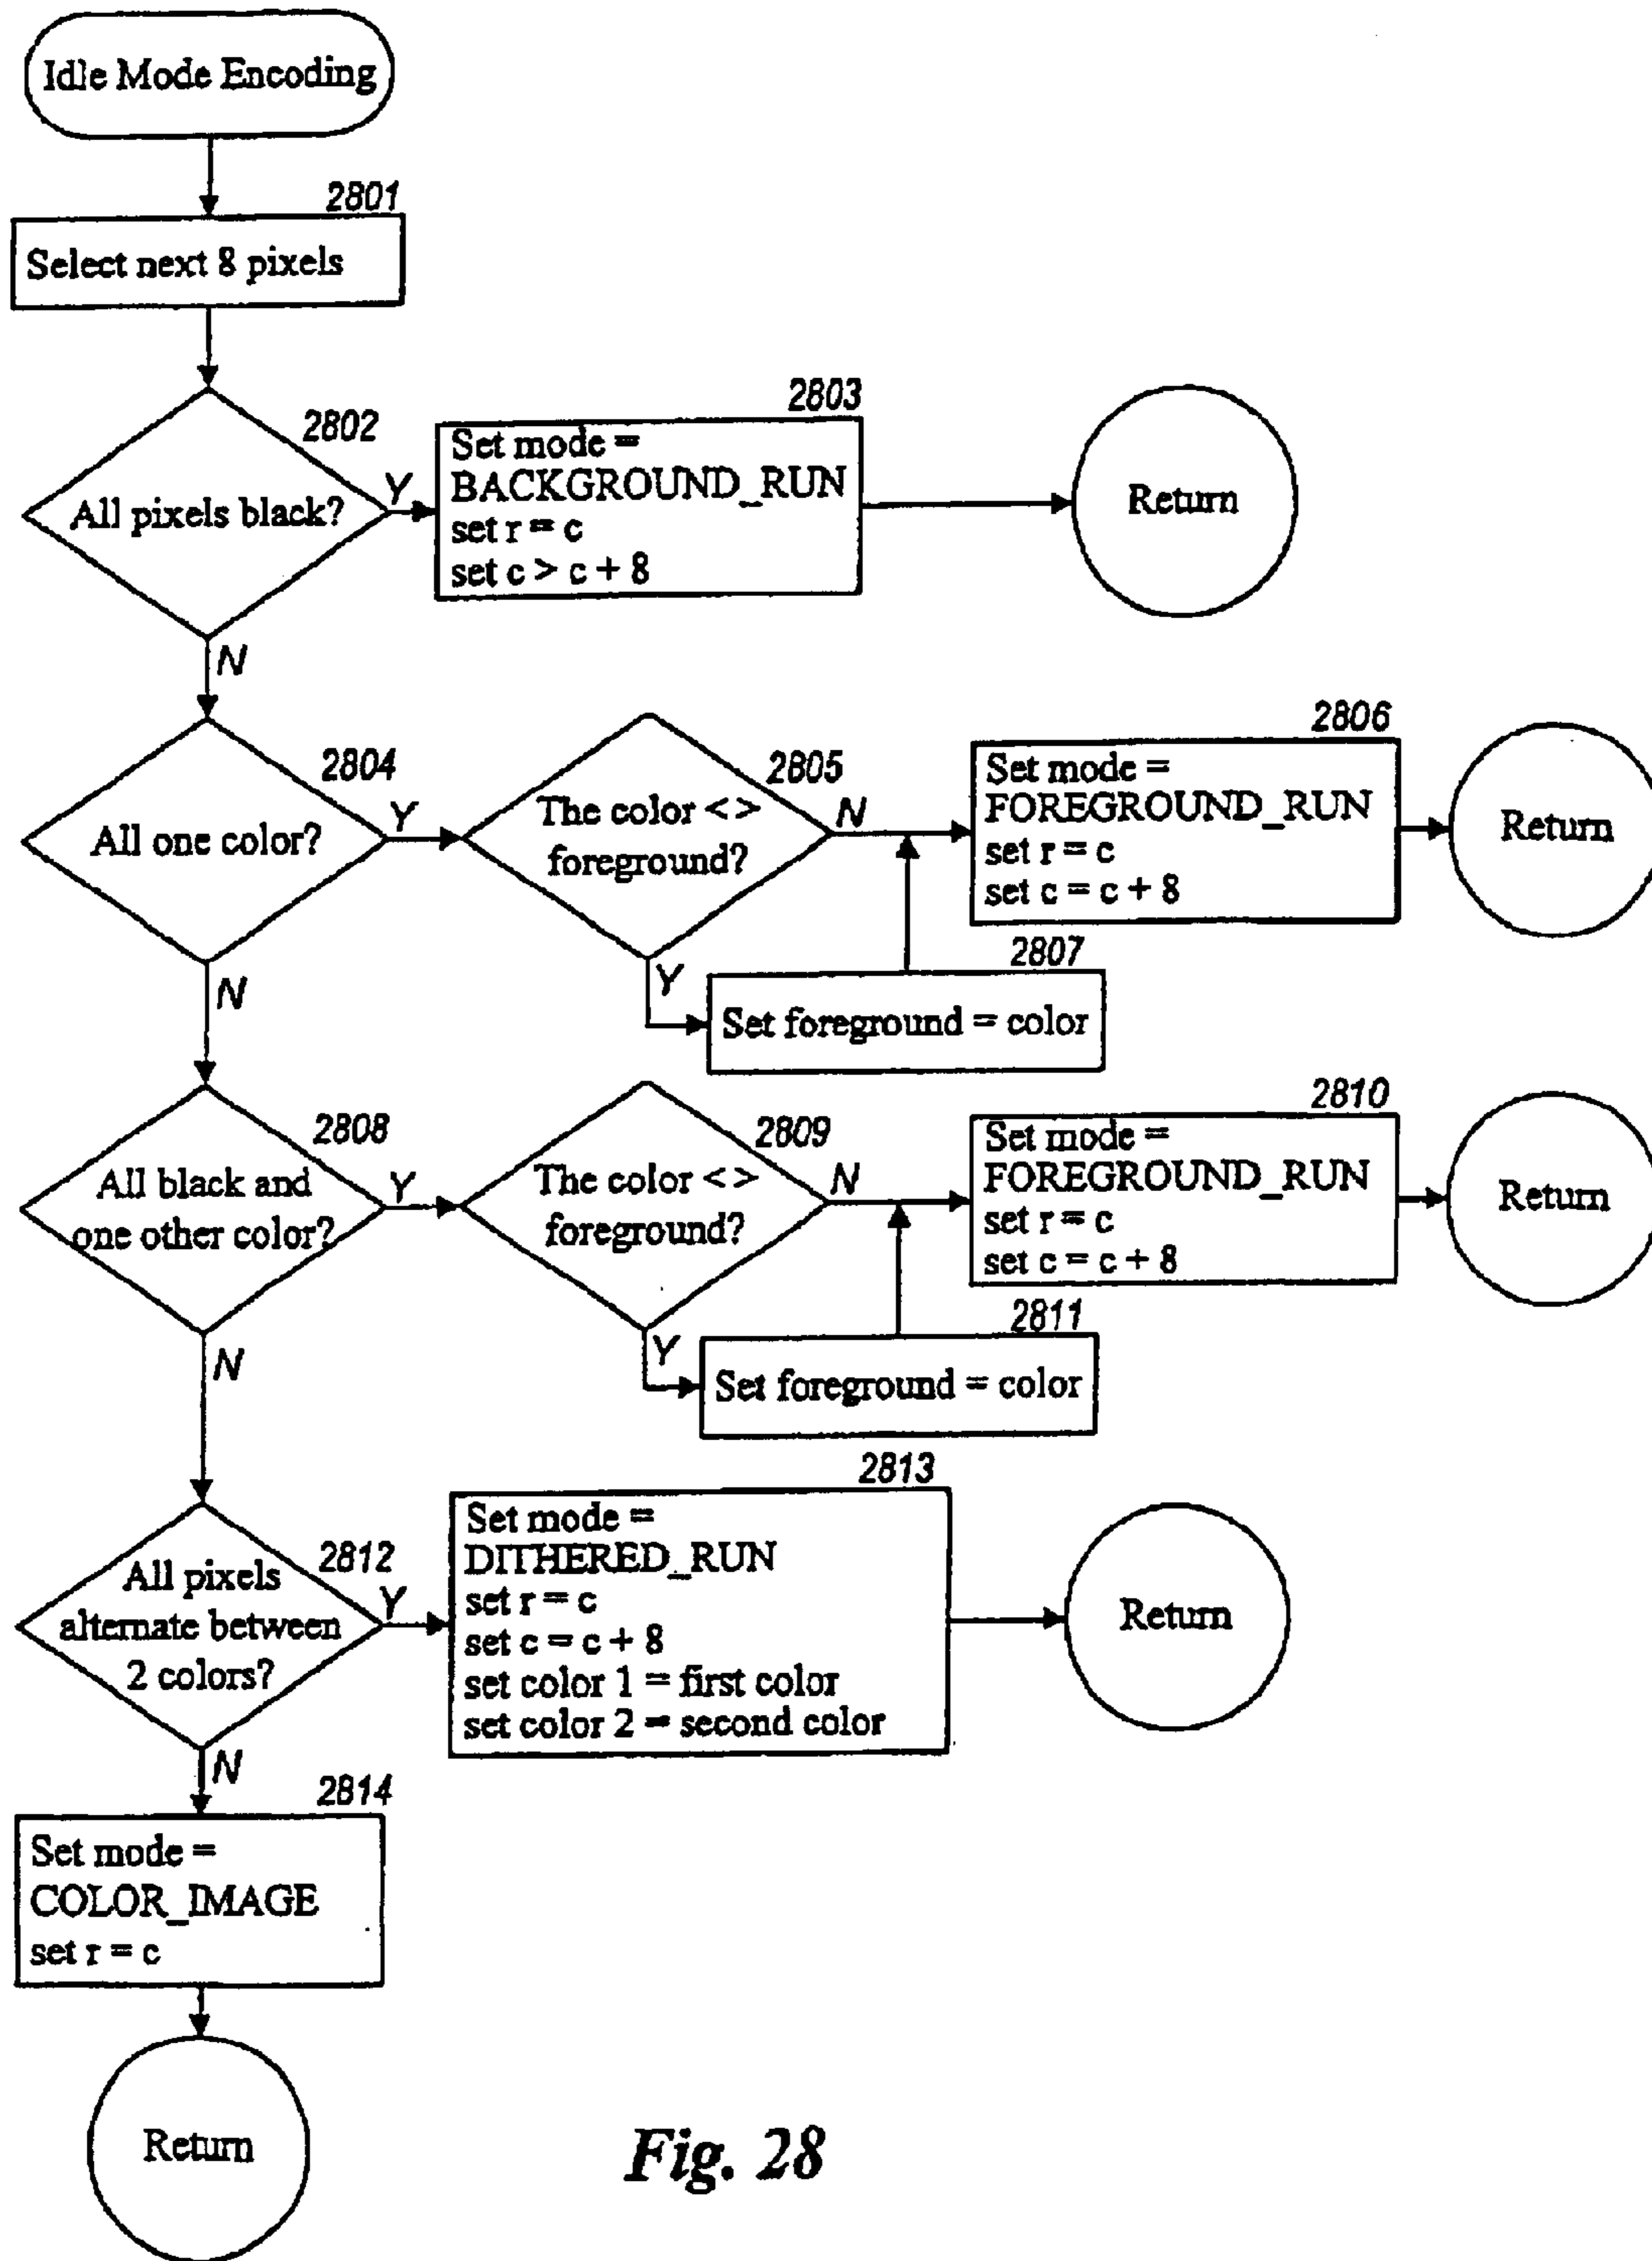 Idle Mode Encoding
2801
Select next 8 pixels
2802
All pixels black?
Y
N
2803
Set mode =
BACKGROUND_RUN
set r = c
set c > c + 8
Return
2804
All one color?
Y
N
2805
The color <>
foreground?
N
Y
2806
Set mode =
FOREGROUND_RUN
set r = c
set c = c + 8
Return
2807
Set foreground = color
2808
All black and
one other color?
Y
N
2809
The color <>
foreground?
N
Y
2810
Set mode =
FOREGROUND_RUN
set r = c
set c = c + 8
Return
2811
Set foreground = color
2812
All pixels
alternate between
2 colors?
Y
N
2813
Set mode =
DITHERED_RUN
set r = c
set c = c + 8
set color 1 = first color
set color 2 = second color
Return
2814
Set mode =
COLOR_IMAGE
set r = c
Return
Fig. 28